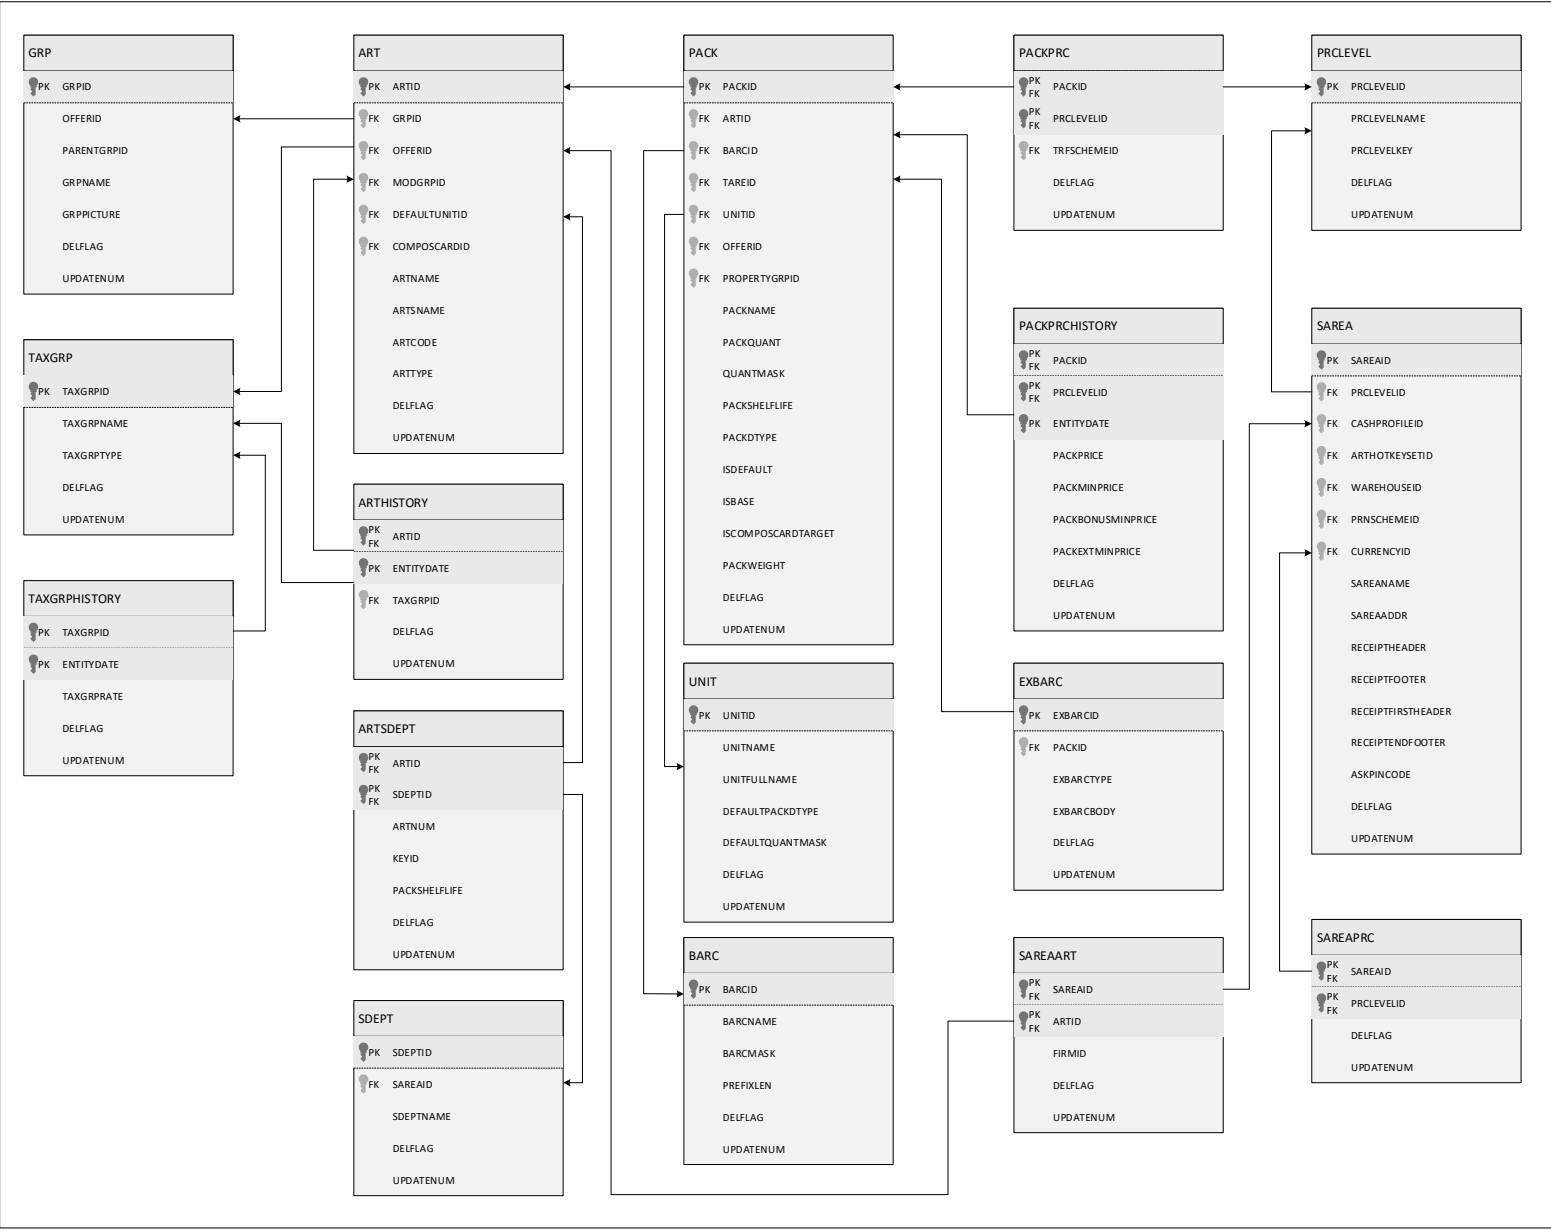 GRP
PK GRPID
OFFERID
PARENTGRPID
GRPNAME
GRPPICTURE
DELFLAG
UPDATENUM
TAXGRP
PK TAXGRPID
TAXGRPNAME
TAXGRPTYPE
DELFLAG
UPDATENUM
TAXGRPHISTORY
PK TAXGRPID
PK ENTITYDATE
TAXGRPRATE
DELFLAG
UPDATENUM
ART
PK ARTID
FK GRPID
FK OFFERID
FK MODGRPID
FK DEFAULTUNITID
FK COMPOSCARDID
ARTNAME
ARTSNAME
ARTCODE
ARTTYPE
DELFLAG
UPDATENUM
ARTHISTORY
PK
FK ARTID
PK ENTITYDATE
FK TAXGRPID
DELFLAG
UPDATENUM
ARTSDEPT
PK
FK ARTID
PK
FK SDEPTID
ARTNUM
KEYID
PACKSHELFLIFE
DELFLAG
UPDATENUM
SDEPT
PK SDEPTID
FK SAREAID
SDEPTNAME
DELFLAG
UPDATENUM
PACK
PK PACKID
FK ARTID
FK BARCID
FK TAREID
FK UNITID
FK OFFERID
FK PROPERTYGRPID
PACKNAME
PACKQUANT
QUANTMASK
PACKSHELFLIFE
PACKDTYPE
ISDEFAULT
ISBASE
ISCOMPOSCARDTARGET
PACKWEIGHT
DELFLAG
UPDATENUM
UNIT
PK UNITID
UNITNAME
UNITFULLNAME
DEFAULTPACKDTYPE
DEFAULTQUANTMASK
DELFLAG
UPDATENUM
BARC
PK BARCID
BARCNAME
BARCMASK
PREFIXLEN
DELFLAG
UPDATENUM
PACKPRC
PK
FK PACKID
PK
FK PRCLEVELID
FK TRFSCHEMEID
DELFLAG
UPDATENUM
PACKPRCHISTORY
PK
FK PACKID
PK
FK PRCLEVELID
PK ENTITYDATE
PACKPRICE
PACKMINPRICE
PACKBONUSMINPRICE
PACKEXTMINPRICE
DELFLAG
UPDATENUM
EXBARC
PK EXBARCID
FK PACKID
EXBARCTYPE
EXBARCBODY
DELFLAG
UPDATENUM
SAREAART
PK
FK SAREAID
PK
FK ARTID
FIRMID
DELFLAG
UPDATENUM
PRCLEVEL
PK PRCLEVELID
PRCLEVELNAME
PRCLEVELKEY
DELFLAG
UPDATENUM
SAREA
PK SAREAID
FK PRCLEVELID
FK CASHPROFILEID
FK ARTHOTKEYSETID
FK WAREHOUSEID
FK PRNSCHEMEID
FK CURRENCYID
SAREANAME
SAREAADDR
RECEIPTHEADER
RECEIPTFOOTER
RECEIPTFIRSTHEADER
RECEIPTENDFOOTER
ASKPINCODE
DELFLAG
UPDATENUM
SAREAPRC
PK
FK SAREAID
PK
FK PRCLEVELID
DELFLAG
UPDATENUM